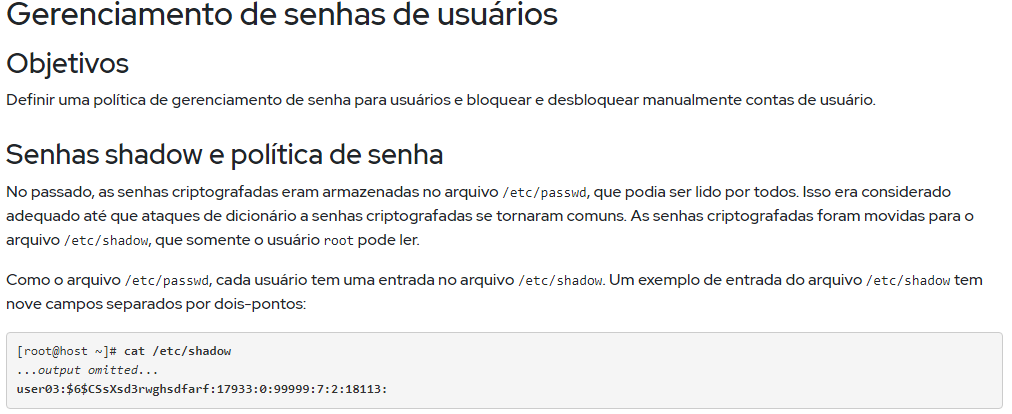 Gerenciamento de senhas de usuários
Objetivos
Definir uma política de gerenciamento de senha para usuários e bloquear e desbloquear manualmente contas de usuário.
Senhas shadow e política de senha
No passado, as senhas criptografadas eram armazenadas no arquivo /etc/passwd, que podia ser lido por todos. Isso era considerado
adequado até que ataques de dicionário a senhas criptografadas se tornaram comuns. As senhas criptografadas foram movidas para o
arquivo /etc/shadow, que somente o usuário root pode ler.
Como o arquivo /etc/passwd, cada usuário tem uma entrada no arquivo /etc/shadow. Um exemplo de entrada do arquivo /etc/shadow tem
nove campos separados por dois-pontos:
[root@host ~]# cat /etc/shadow
...output omitted...
user03:$6$CSsXsd3rwghsdfarf:17933:0:99999:7:2:18113: